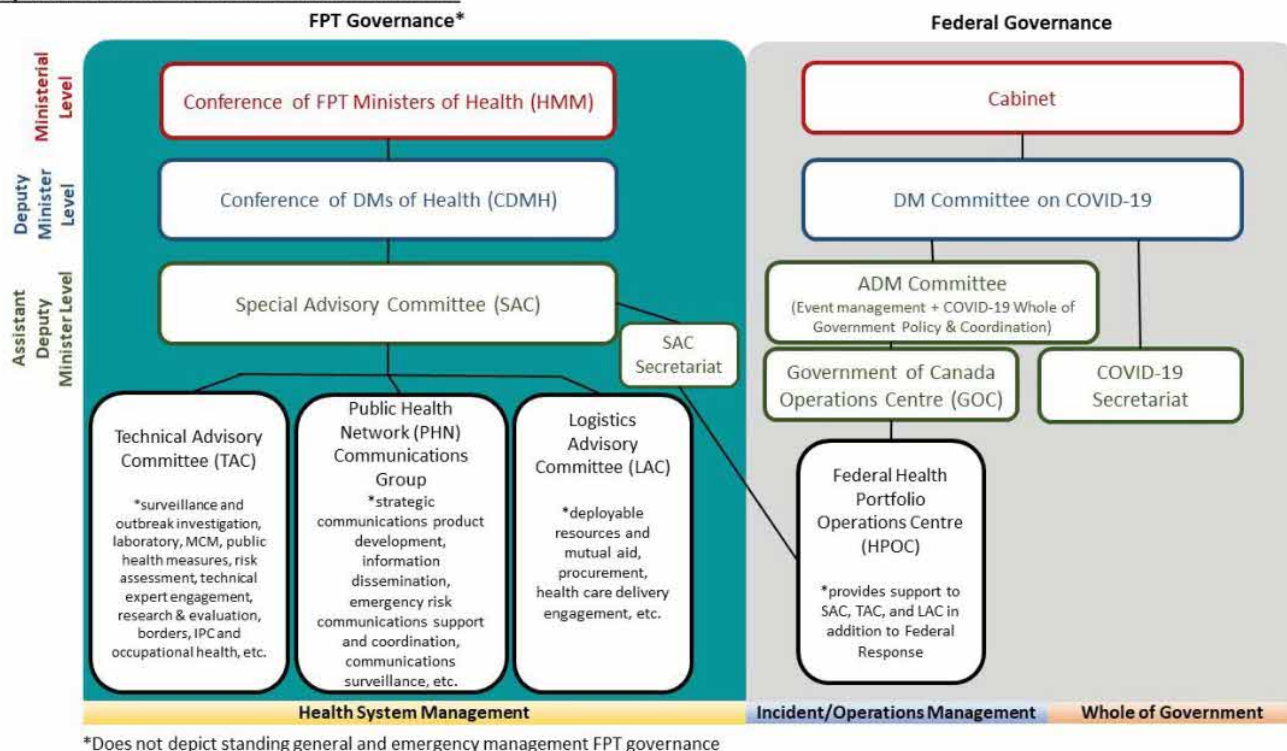 FPT Governance*
Federal Governance
Ministerial
Level
Conference of FPT Ministers of Health (HMM)
Cabinet
Deputy
Minister
Level
Conference of DMs of Health (CDMH)
DM Committee on COVID-19
Assistant
Deputy
Minister Level
Special Advisory Committee (SAC)
SAC
Secretariat
ADM Committee
(Event management + COVID-19 Whole of
Government Policy & Coordination)
Government of Canada
Operations Centre (GOC)
COVID-19
Secretariat
Technical Advisory
Committee (TAC)
*surveillance and
outbreak investigation,
laboratory, MCM, public
health measures, risk
assessment, technical
expert engagement,
research & evaluation,
borders, IPC and
occupational health, etc.
Public Health
Network (PHN)
Communications
Group
*strategic
communications product
development,
information
dissemination,
emergency risk
communications support
and coordination,
communications
surveillance, etc.
Logistics
Advisory
Committee (LAC)
*deployable
resources and
mutual aid,
procurement,
health care delivery
engagement, etc.
Federal Health
Portfolio
Operations Centre
(HPOC)
*provides support to
SAC, TAC, and LAC in
addition to Federal
Response
Health System Management
Incident/Operations Management
Whole of Government
*Does not depict standing general and emergency management FPT governance